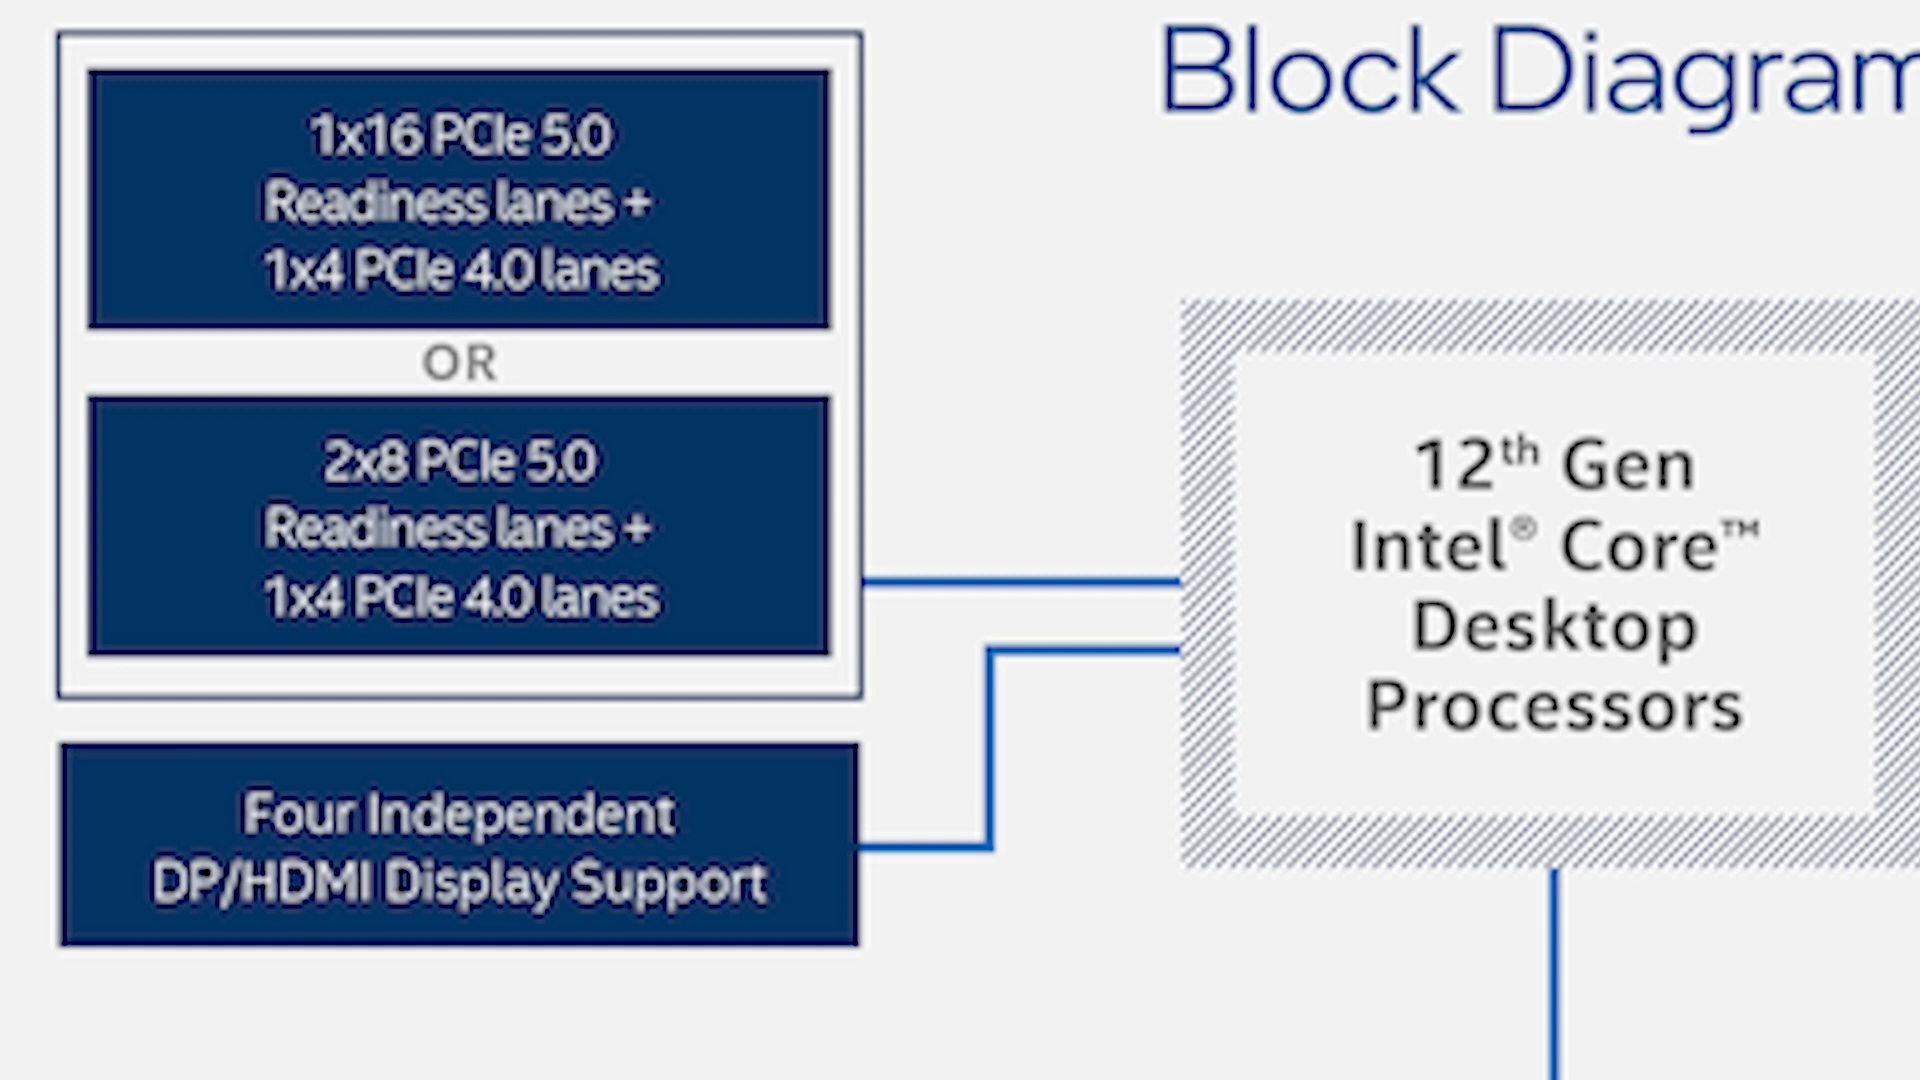 Block Diagram
1x16 PCIe 5.0
Readiness lanes +
1x4 PCIe 4.0 lanes
OR
2x8 PCIe 5.0
Readiness lanes +
1x4 PCIe 4.0 lanes
Four Independent
DP/HDMI Display Support
12th Gen
Intel® Core™
Desktop
Processors